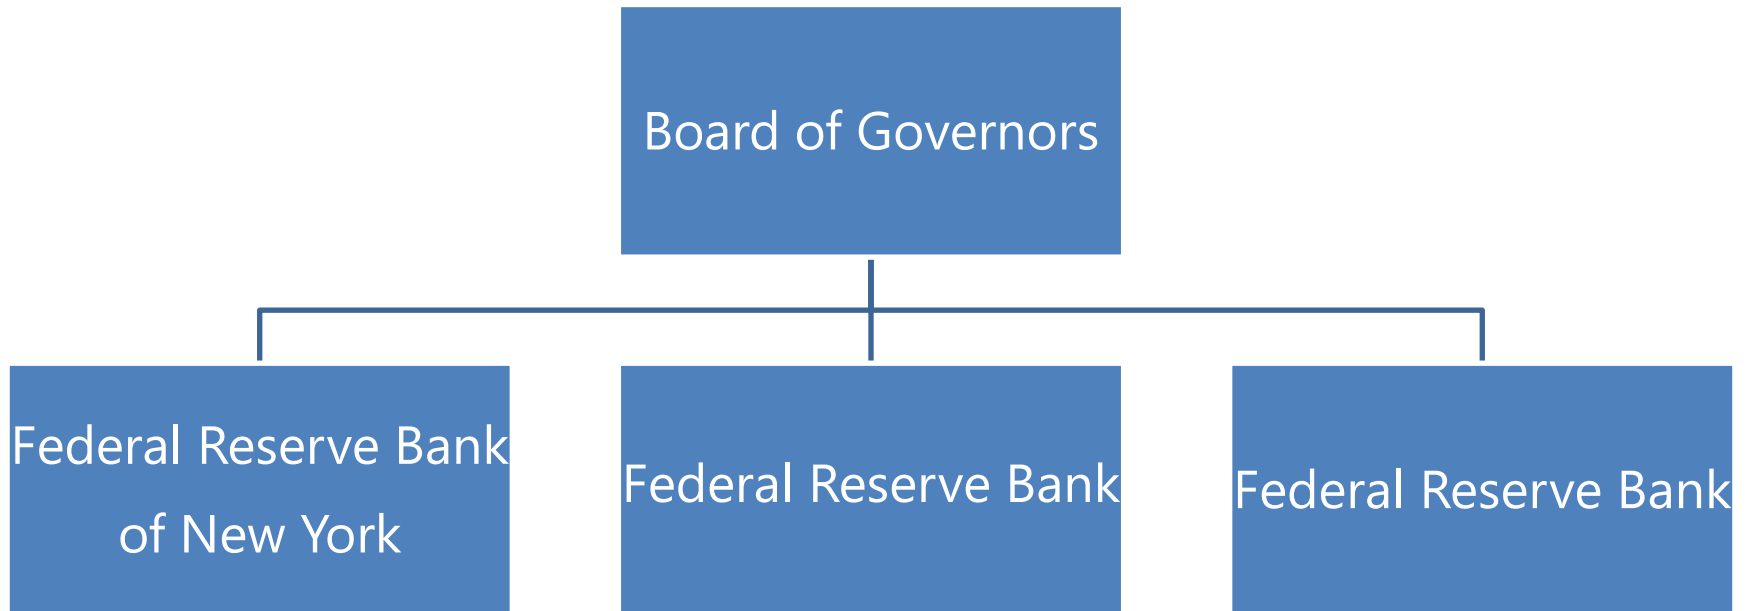 Board of Governors
Federal Reserve Bank
of New York
Federal Reserve Bank
Federal Reserve Bank